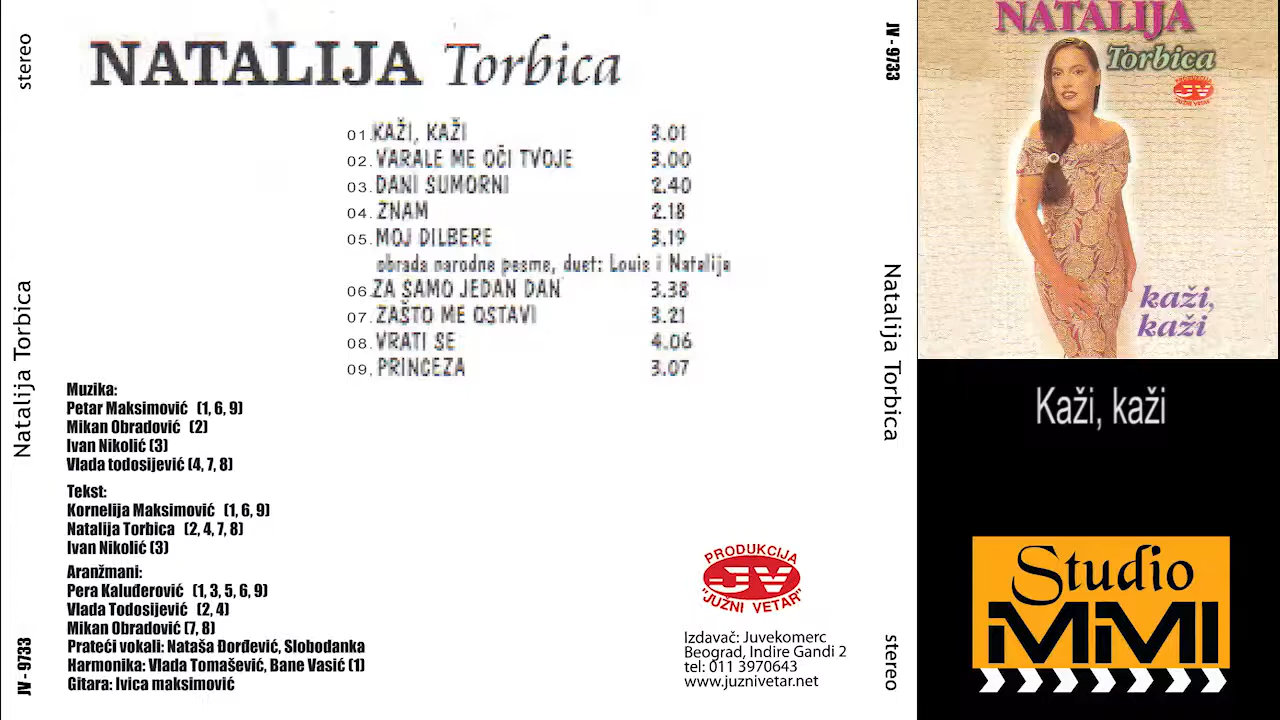 stereo
Natalija Torbica
JV - 9733
NATALIJA Torbica
01. KAŽI, KAŽI 3.01
02. VARALE ME OČI TVOJE 3.00
03. DANI SUMORNI 2.40
04. ZNAM 2.18
05. MOJ DILBERE 3.19
obrada narodne pesme, duet: Louis i Natalija
06. ZA SAMO JEDAN DAN 3.38
07. ZAŠTO ME OSTAVI 3.21
08. VRATI SE 4.06
09. PRINCEZA 3.07
Muzika:
Petar Maksimović (1, 6, 9)
Mikan Obradović (2)
Ivan Nikolić (3)
Vlada todosijević (4, 7, 8)
Tekst:
Kornelija Maksimović (1, 6, 9)
Natalija Torbica (2, 4, 7, 8)
Ivan Nikolić (3)
Aranžmani:
Pera Kaluđerović (1, 3, 5, 6, 9)
Vlada Todosijević (2, 4)
Mikan Obradović (7, 8)
Prateći vokali: Nataša Đorđević, Slobodanka
Harmonika: Vlada Tomašević, Bane Vasić (1)
Gitara: Ivica maksimović
PRODUKCIJA
JV
"JUŽNI VETAR"
Izdavač: Juvekomerc
Beograd, Indire Gandi 2
tel: 011 3970643
www.juznivetar.net
JV - 9733
Natalija Torbica
stereo
NATALIJA
Torbica
JV
kaži,
kaži
Kaži, kaži
Studio
MMI